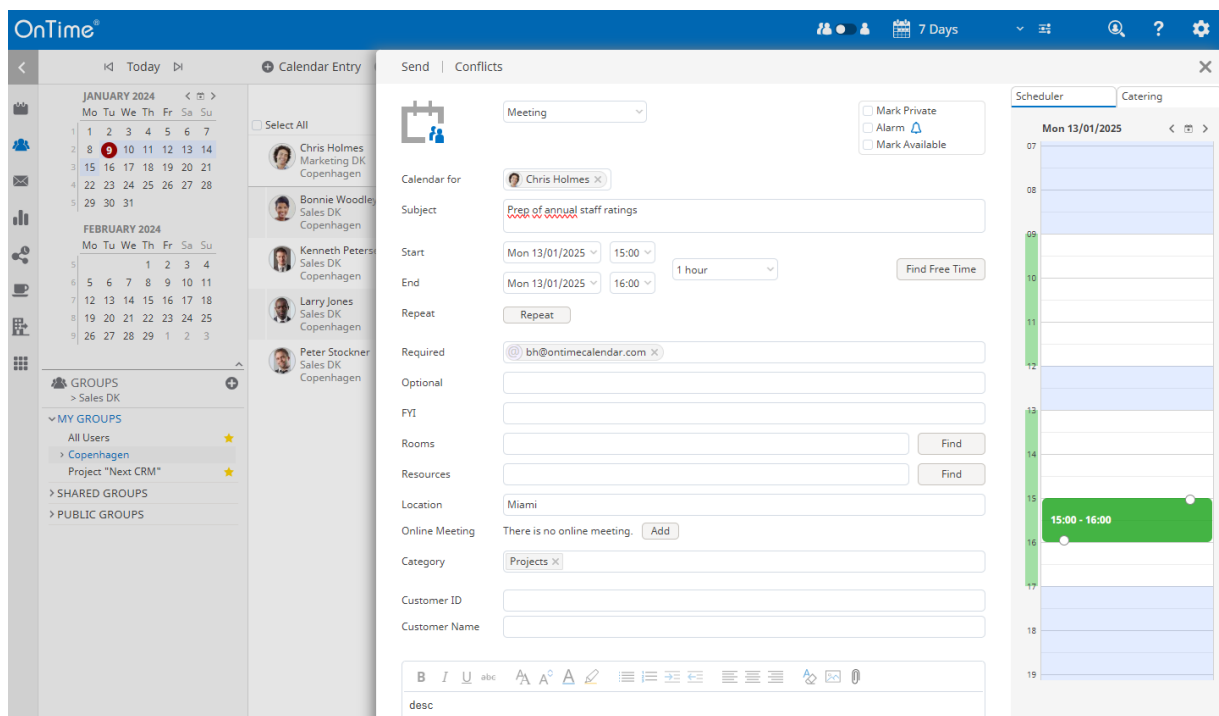 OnTime®
7 Days
?
Today
Calendar Entry
Send | Conflicts
JANUARY 2024
Mo Tu We Th Fr Sa Su
1 1 2 3 4 5 6 7
2 8 9 10 11 12 13 14
3 15 16 17 18 19 20 21
4 22 23 24 25 26 27 28
5 29 30 31
FEBRUARY 2024
Mo Tu We Th Fr Sa Su
5 1 2 3 4
6 5 6 7 8 9 10 11
7 12 13 14 15 16 17 18
8 19 20 21 22 23 24 25
9 26 27 28 29 1 2 3
GROUPS
> Sales DK
MY GROUPS
All Users
Copenhagen
Project "Next CRM"
SHARED GROUPS
PUBLIC GROUPS
Select All
Chris Holmes
Marketing DK
Copenhagen
Bonnie Woodley
Sales DK
Copenhagen
Kenneth Peterse
Sales DK
Copenhagen
Larry Jones
Sales DK
Copenhagen
Peter Stockner
Sales DK
Copenhagen
Meeting
Mark Private
Alarm
Mark Available
Calendar for
Chris Holmes
Subject
Prep of annual staff ratings
Start
Mon 13/01/2025 15:00
1 hour
Find Free Time
End
Mon 13/01/2025 16:00
Repeat
Repeat
Required
@ bh@ontimecalendar.com
Optional
FYI
Rooms
Find
Resources
Find
Location
Miami
Online Meeting
There is no online meeting. Add
Category
Projects
Customer ID
Customer Name
B I U abc
desc
Scheduler
Catering
Mon 13/01/2025
07
08
09
10
11
12
13
14
15
15:00 - 16:00
16
17
18
19